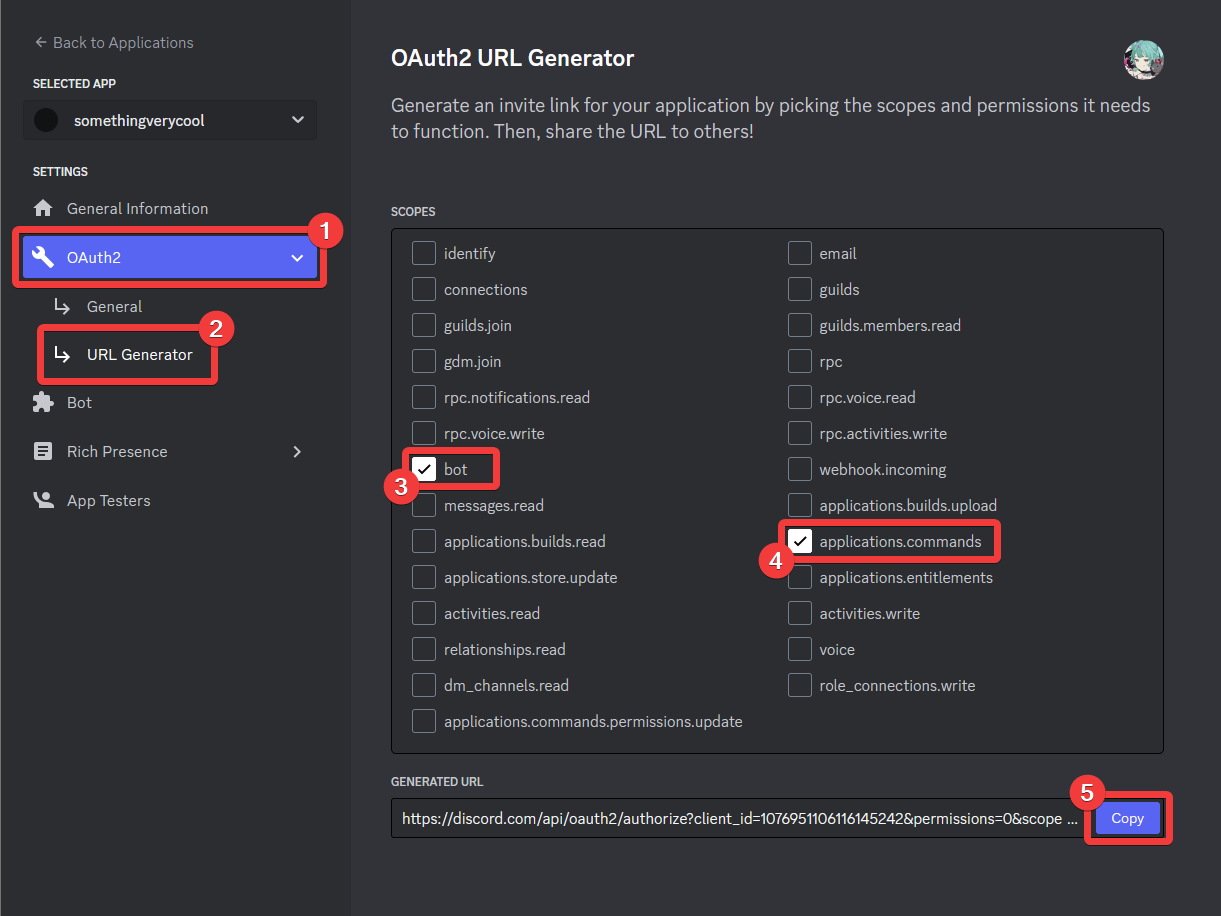 Back to Applications
SELECTED APP
somethingverycool
SETTINGS
General Information
1
OAuth2
General
2
URL Generator
Bot
Rich Presence
App Testers
OAuth2 URL Generator
Generate an invite link for your application by picking the scopes and permissions it needs
to function. Then, share the URL to others!
SCOPES
identify
email
connections
guilds
guilds.join
guilds.members.read
gdm.join
rpc
rpc.notifications.read
rpc.voice.read
rpc.voice.write
rpc.activities.write
3
bot
webhook.incoming
messages.read
applications.builds.upload
applications.builds.read
4
applications.commands
applications.store.update
applications.entitlements
activities.read
activities.write
relationships.read
voice
dm_channels.read
role_connections.write
applications.commands.permissions.update
GENERATED URL
https://discord.com/api/oauth2/authorize?client_id=1076951106116145242&permissions=0&scope ...
5
Copy